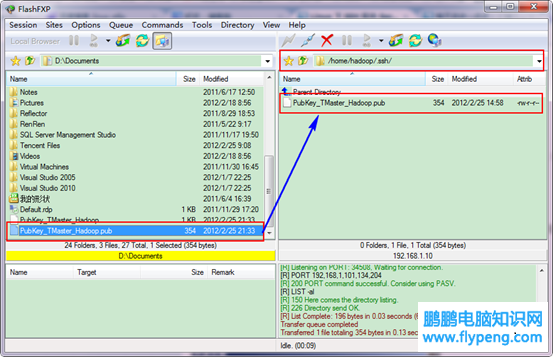 FlashFXP
Session Sites Options Queue Commands Tools Directory View Help
Local Browser
D:\Documents
Name Size Modified
Notes 2011/6/17 12:50
Pictures 2012/2/18 8:56
Reflector 2011/8/29 18:53
RenRen 2011/5/22 9:17
SQL Server Management Studio 2011/11/17 19:50
Tencent Files 2012/2/25 9:08
Videos 2012/2/18 8:56
Virtual Machines 2011/11/30 16:45
Visual Studio 2005 2012/1/7 22:25
Visual Studio 2010 2012/1/7 22:25
我的形状 2011/6/4 16:39
Default.rdp 1 KB 2011/11/29 17:20
PubKey_TMaster_Hadoop 1 KB 2012/2/25 21:33
PubKey_TMaster_Hadoop.pub 354 2012/2/25 21:33
24 Folders, 3 Files, 27 Total, 1 Selected (354 bytes)
D:\Documents
Name Target Size Remark
/home/hadoop/.ssh/
Name Size Modified Attrib
Parent Directory
PubKey_TMaster_Hadoop.pub 354 2012/2/25 14:58 -rw-r--r--
0 Folders, 1 File, 1 Total (354 bytes)
192.168.1.10
[R] Listening on PORT: 34508, Waiting for connection.
[R] PORT 192,168,1,101,134,204
[R] 200 PORT command successful. Consider using PASV.
[R] LIST -al
[R] 150 Here comes the directory listing.
[R] 226 Directory send OK.
[R] List Complete: 196 bytes in 0.03 seconds
Transfer queue completed
Transferred 1 file totaling 354 bytes in 0.13
Idle. (00:09)
鹏鹏电脑知识网
www.flypeng.com